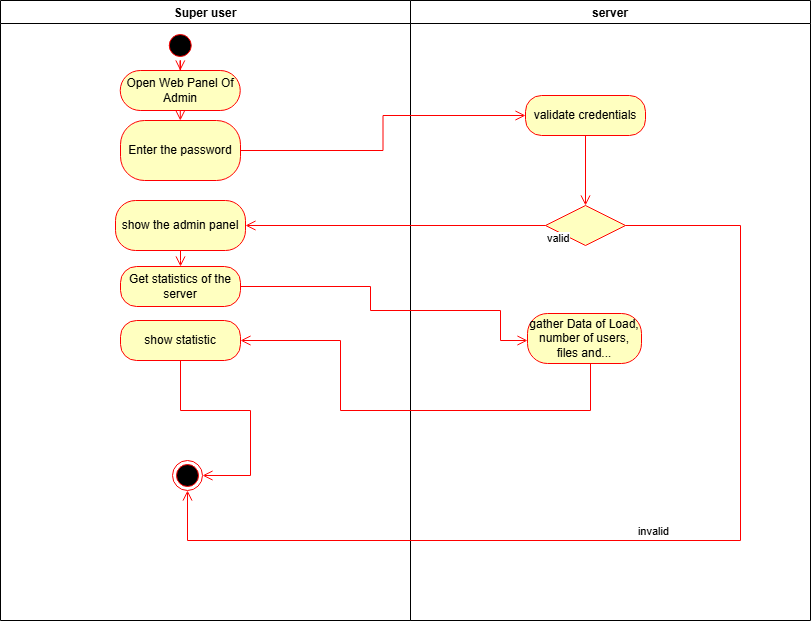 Super user
server
Open Web Panel Of
Admin
Enter the password
validate credentials
show the admin panel
valid
Get statistics of the
server
gather Data of Load,
number of users,
files and...
show statistic
invalid